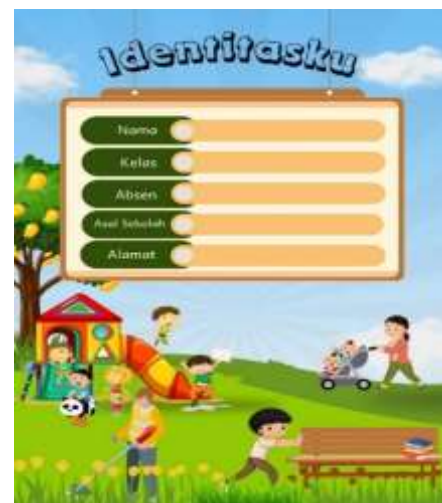 Identitasku
Nama
Kelas
Absen
Asal Sekolah
Alamat